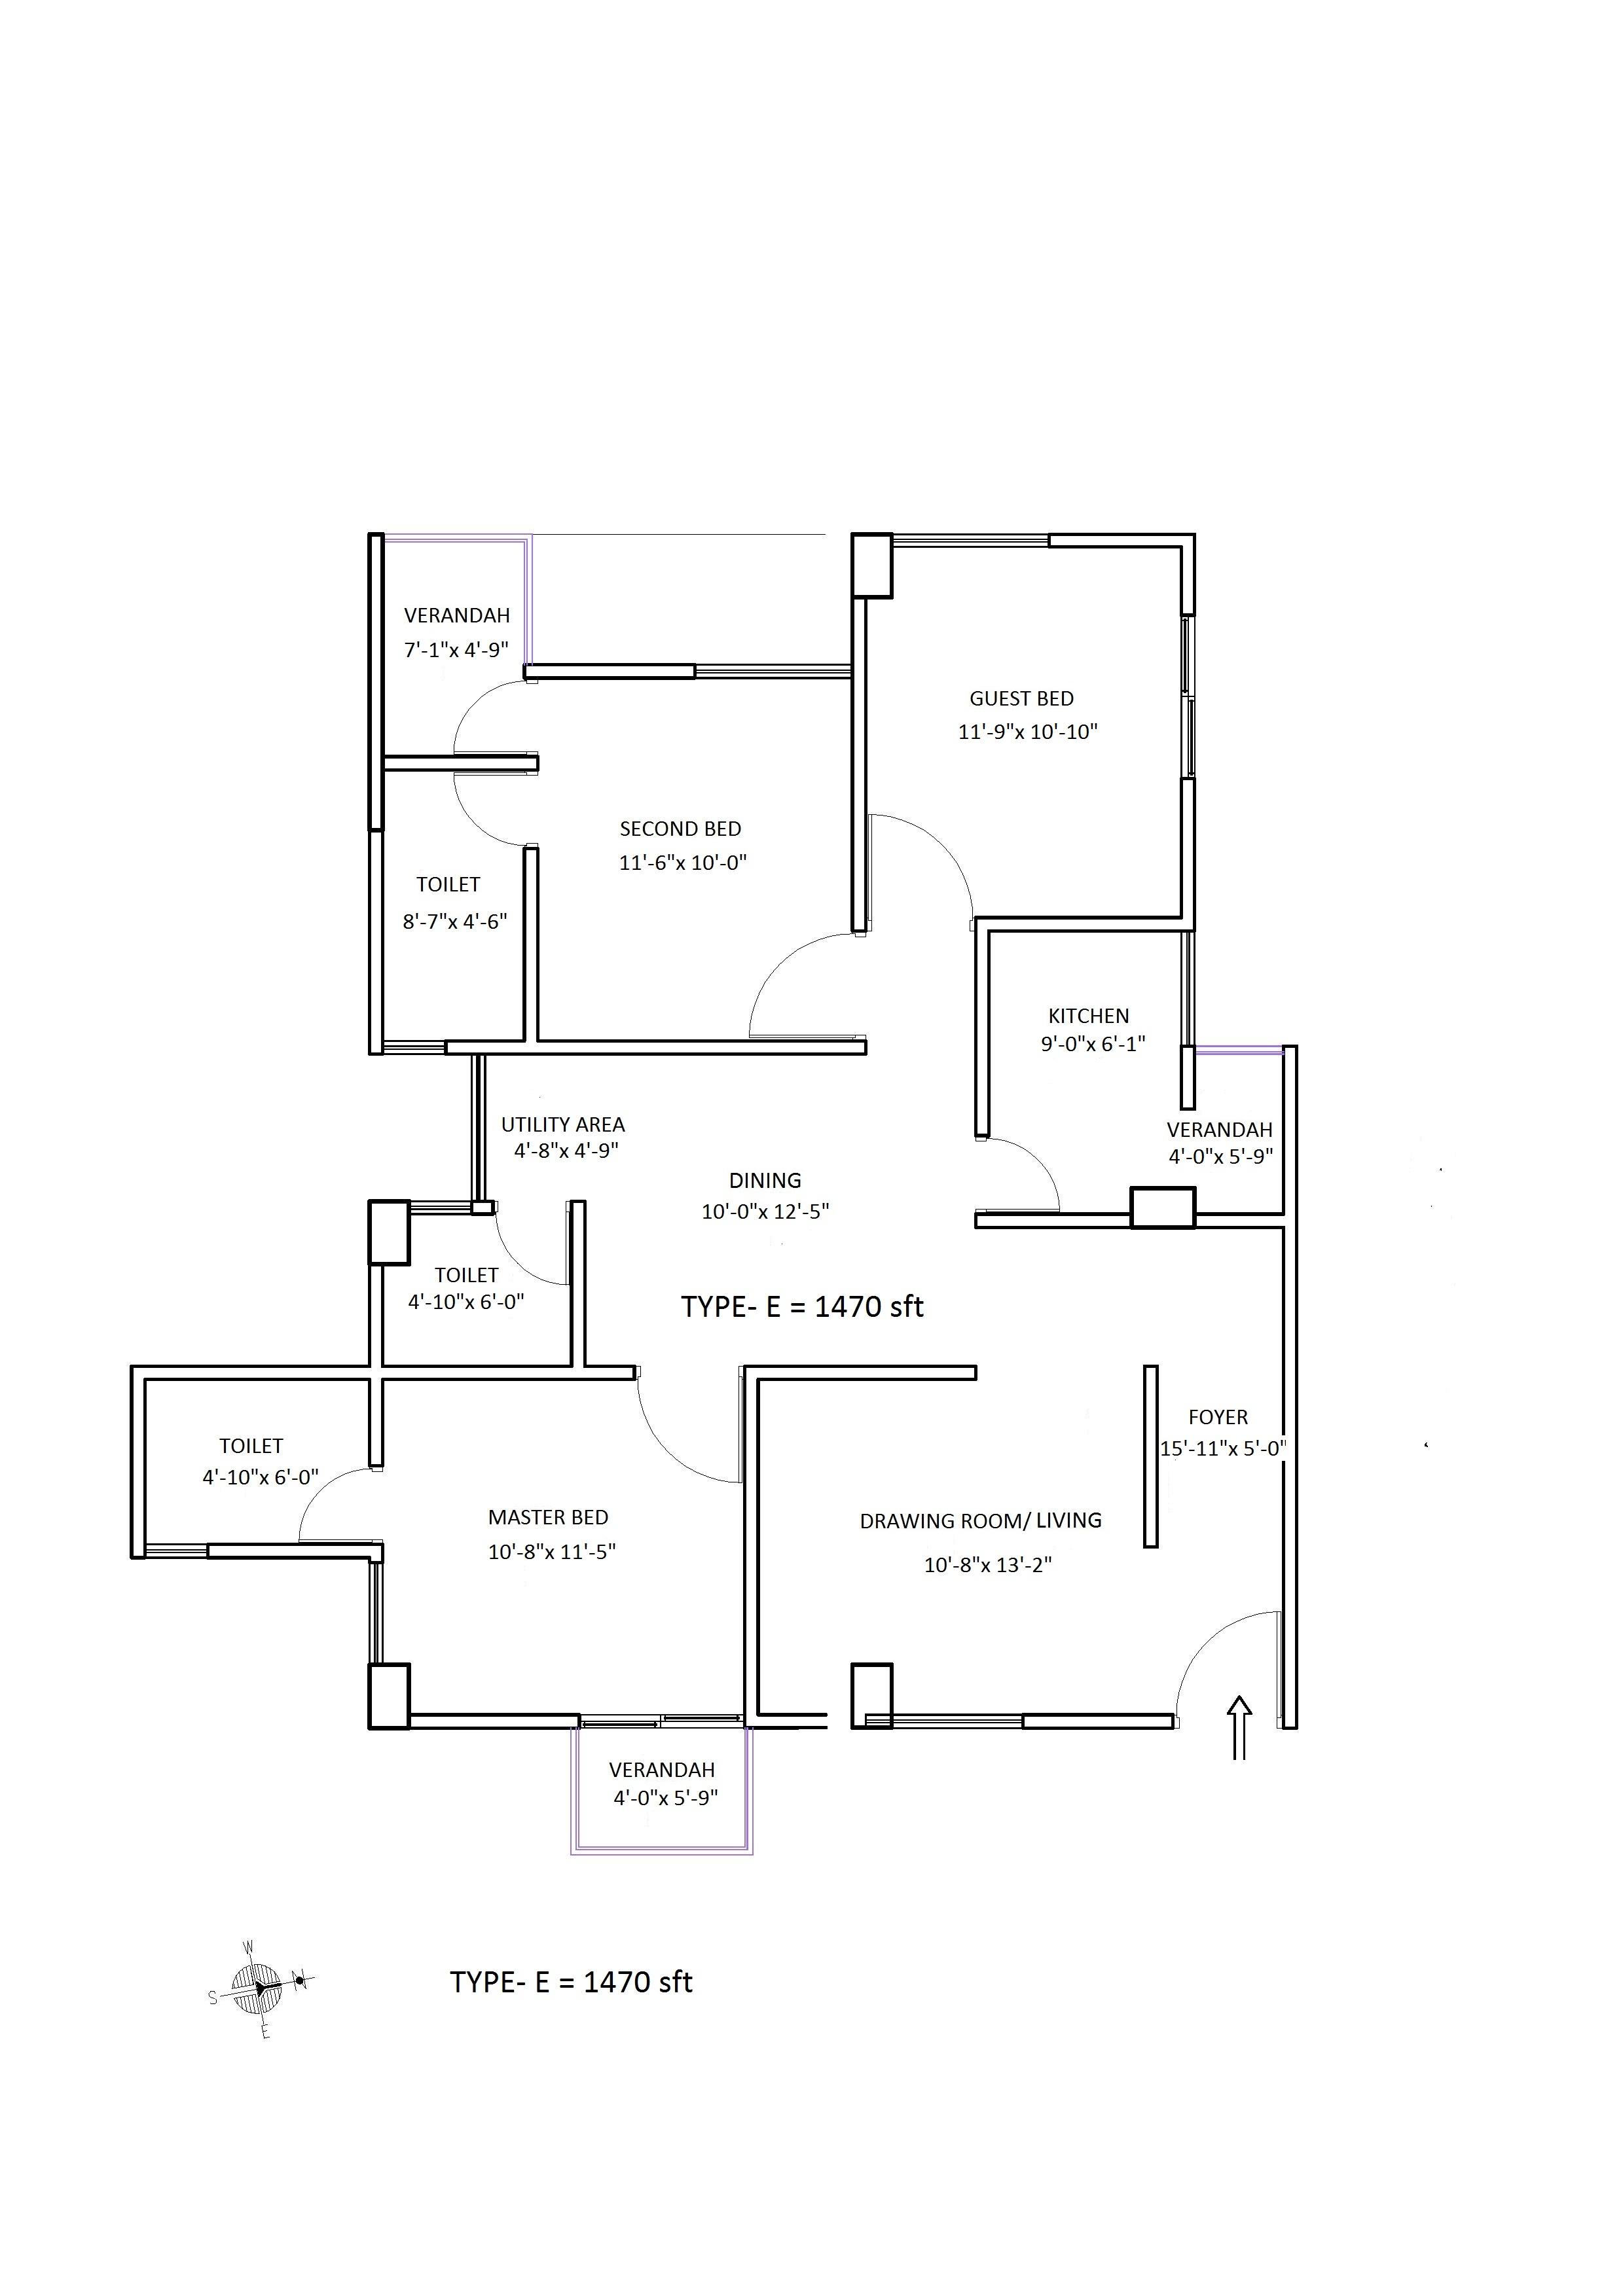 VERANDAH
7'-1"x 4'-9"
GUEST BED
11'-9"x 10'-10"
SECOND BED
11'-6"x 10'-0"
TOILET
8'-7"x 4'-6"
KITCHEN
9'-0"x 6'-1"
UTILITY AREA
4'-8"x 4'-9"
VERANDAH
4'-0"x 5'-9"
DINING
10'-0"x 12'-5"
TOILET
4'-10"x 6'-0"
TYPE- E = 1470 sft
FOYER
15'-11"x 5'-0"
TOILET
4'-10"x 6'-0"
MASTER BED
10'-8"x 11'-5"
DRAWING ROOM/ LIVING
10'-8"x 13'-2"
VERANDAH
4'-0"x 5'-9"
W
N
S
E
TYPE- E = 1470 sft